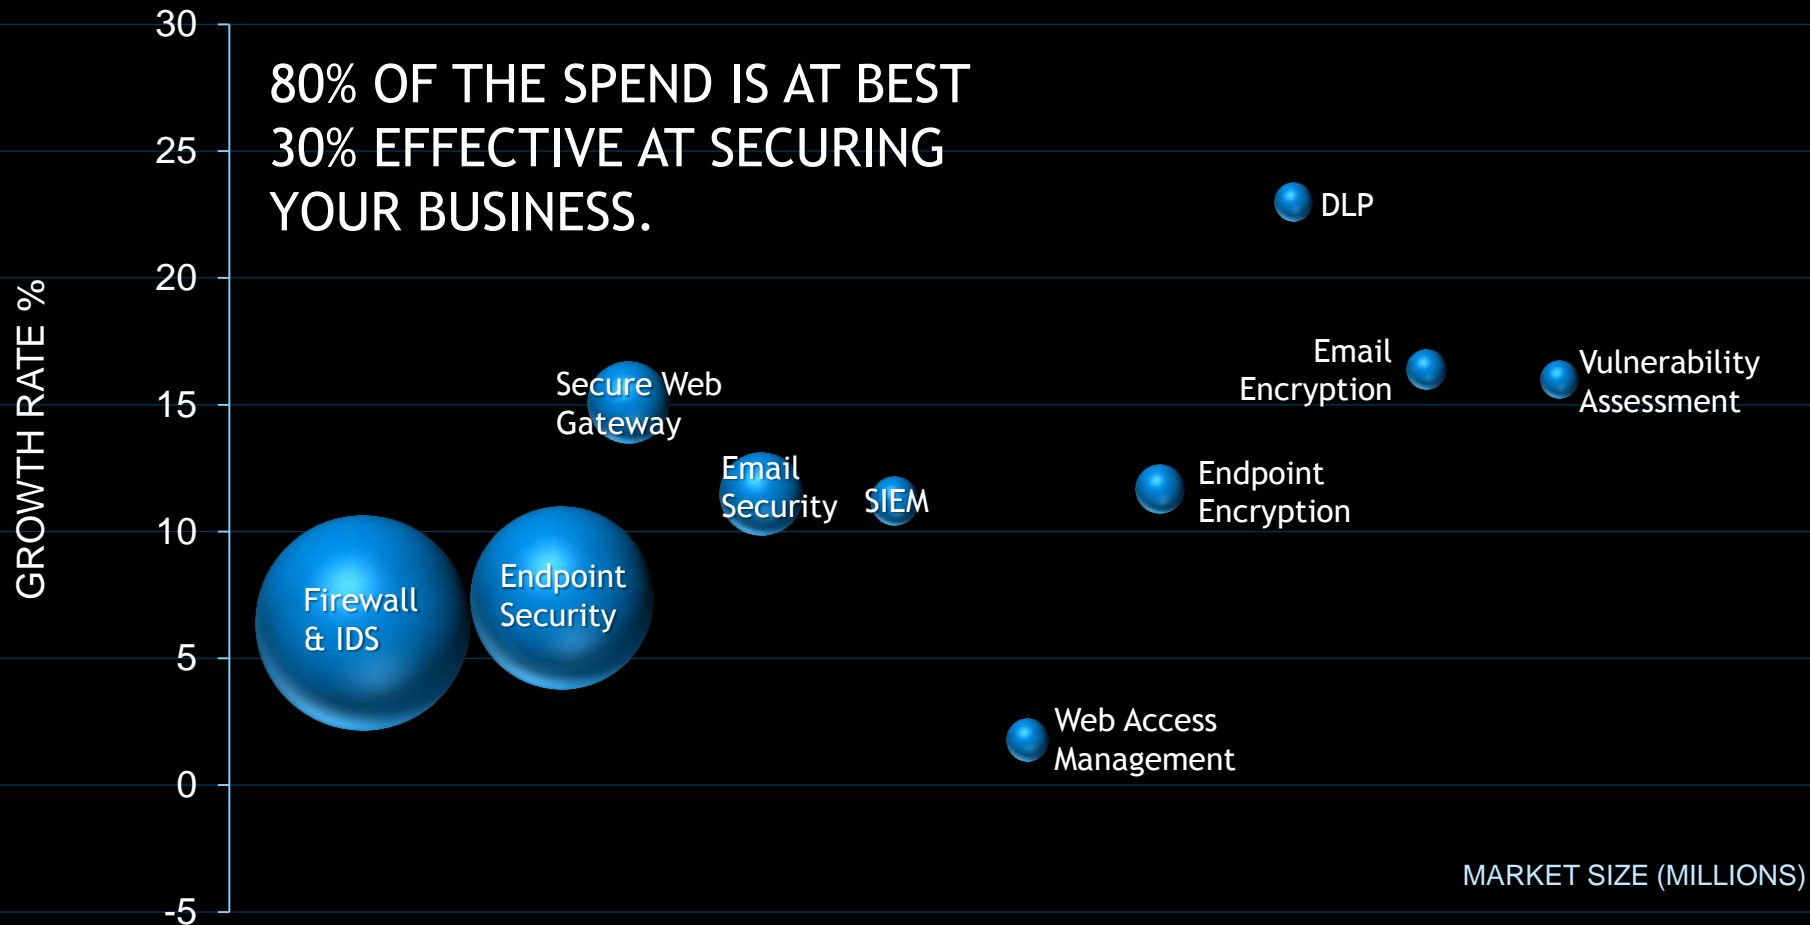 80% OF THE SPEND IS AT BEST
30% EFFECTIVE AT SECURING
YOUR BUSINESS.
GROWTH RATE %
30
25
20
15
10
5
0
-5
DLP
Email
Encryption
Vulnerability
Assessment
Secure Web
Gateway
Email
Security
SIEM
Endpoint
Encryption
Firewall
& IDS
Endpoint
Security
Web Access
Management
MARKET SIZE (MILLIONS)